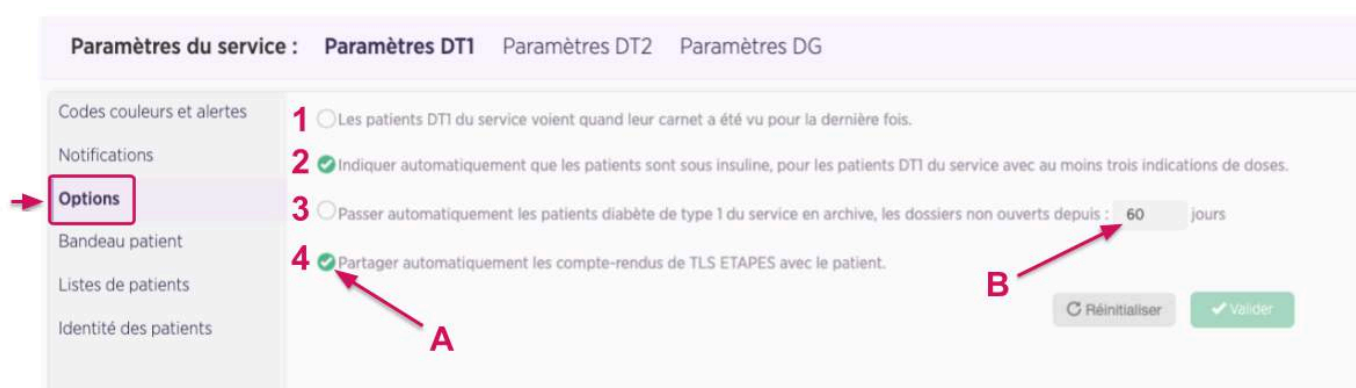 Paramètres du service : Paramètres DT1 Paramètres DT2 Paramètres DG
Codes couleurs et alertes
Notifications
Options
Bandeau patient
Listes de patients
Identité des patients
1 Les patients DT1 du service voient quand leur carnet a été vu pour la dernière fois.
2 Indiquer automatiquement que les patients sont sous insuline, pour les patients DT1 du service avec au moins trois indications de doses.
3 Passer automatiquement les patients diabète de type 1 du service en archive, les dossiers non ouverts depuis : 60 jours
4 Partager automatiquement les compte-rendus de TLS ETAPES avec le patient.
B
Réinitialiser Valider
A